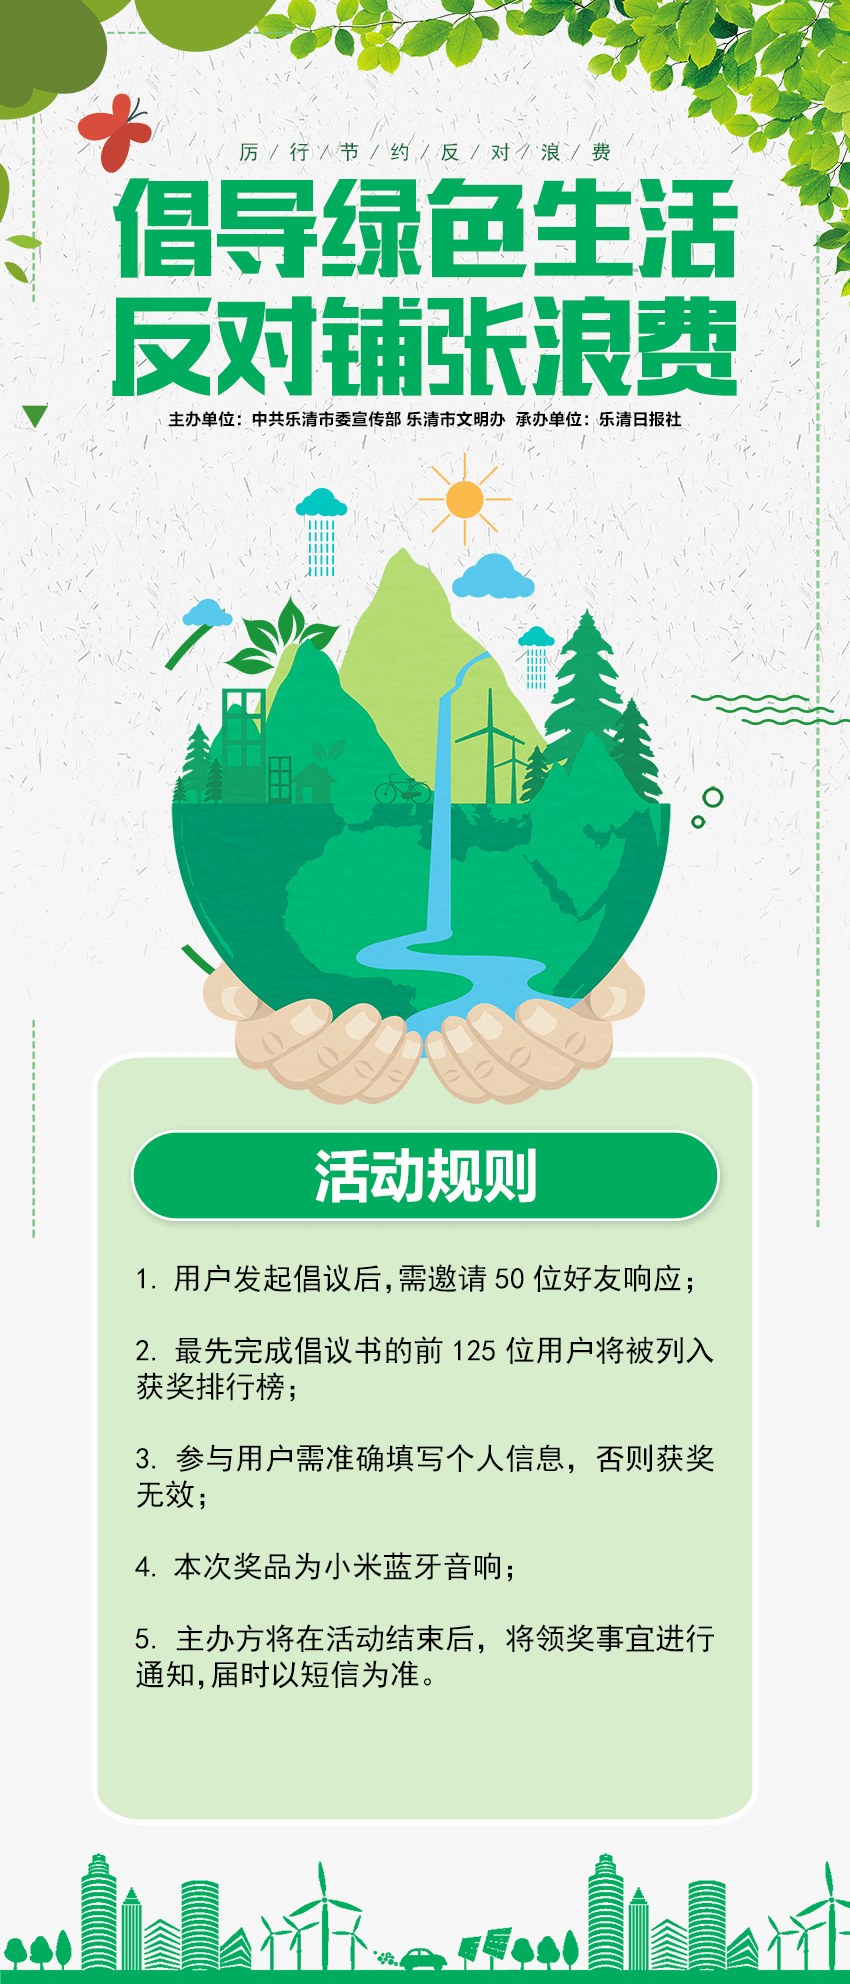 厉/行/节/约/反/对/浪/费
倡导绿色生活
反对铺张浪费
主办单位：中共乐清市委宣传部 乐清市文明办 承办单位：乐清日报社
活动规则
1. 用户发起倡议后,需邀请 50 位好友响应；
2. 最先完成倡议书的前 125 位用户将被列入
获奖排行榜；
3. 参与用户需准确填写个人信息，否则获奖
无效；
4. 本次奖品为小米蓝牙音响；
5. 主办方将在活动结束后，将领奖事宜进行
通知,届时以短信为准。